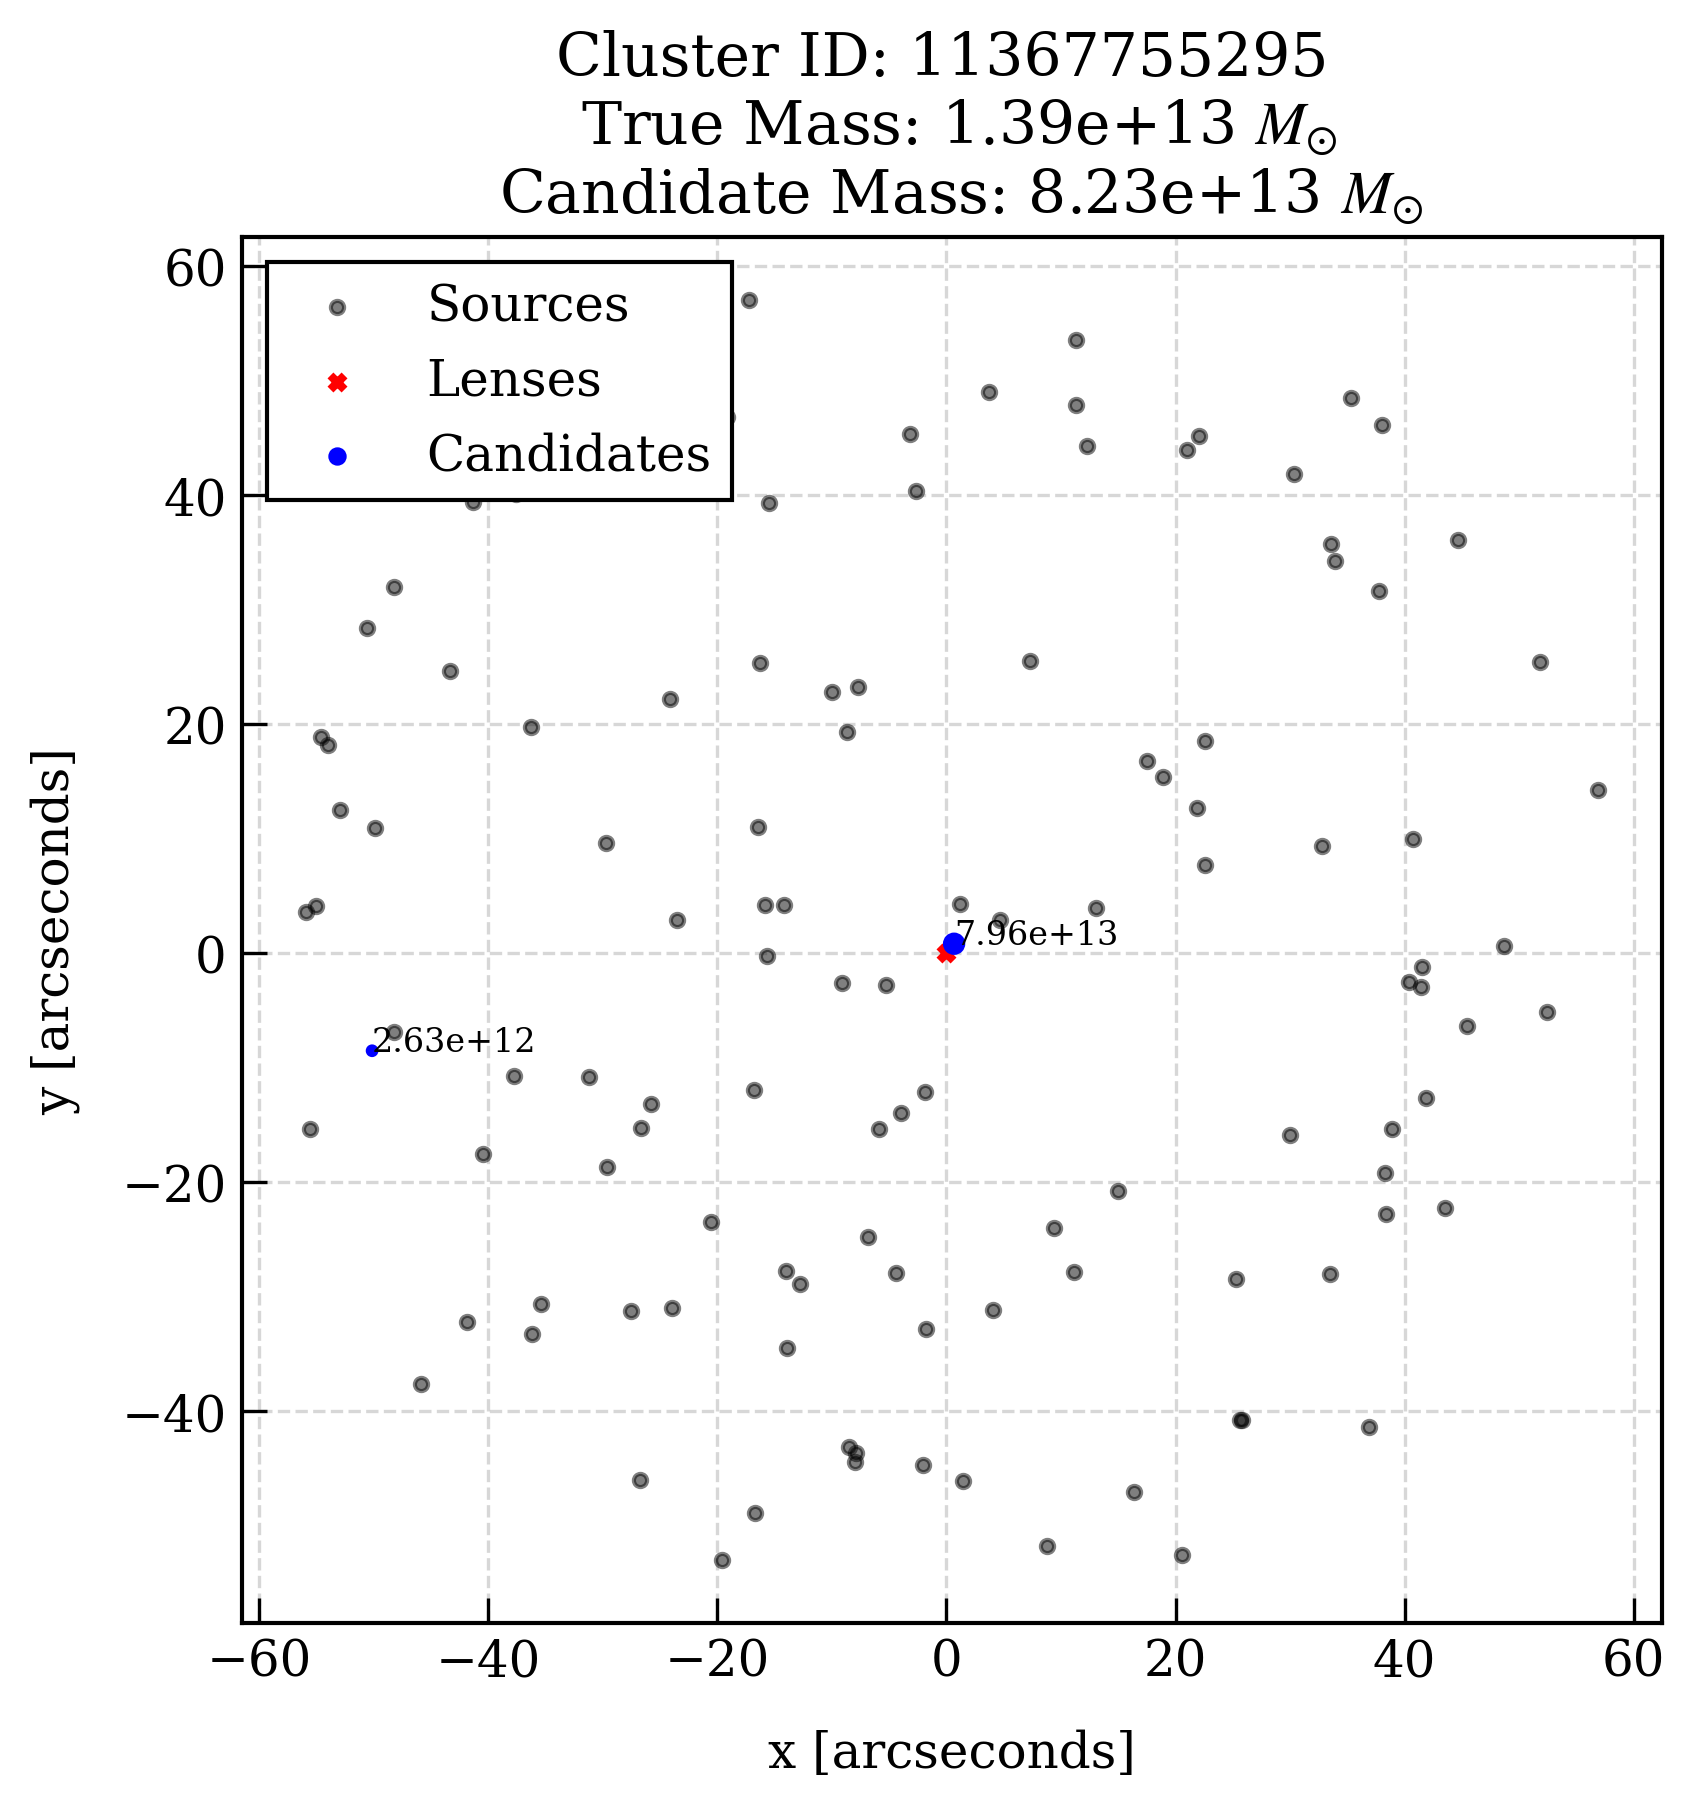 Cluster ID: 11367755295
True Mass: 1.39e+13 M⊙
Candidate Mass: 8.23e+13 M⊙
60
40
20
0
−20
−40
Sources
Lenses
Candidates
7.96e+13
2.63e+12
y [arcseconds]
−60 −40 −20 0 20 40 60
x [arcseconds]